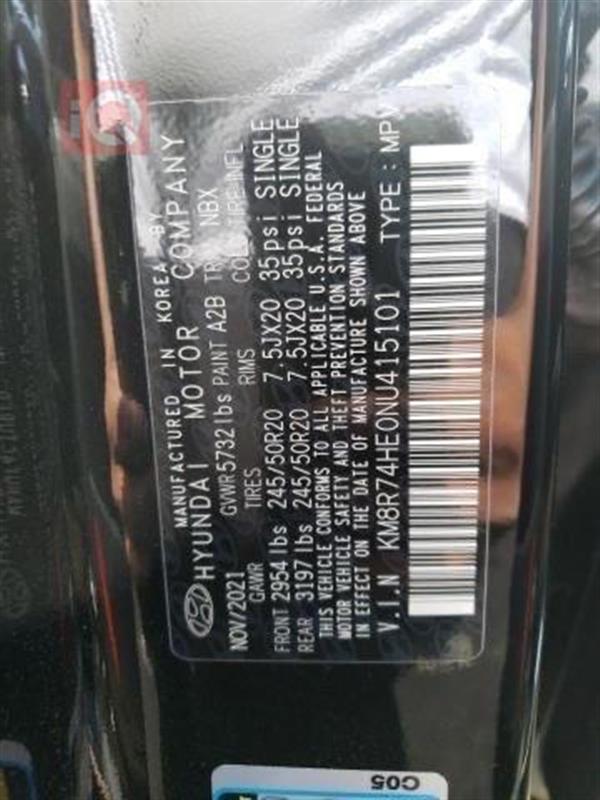 iQ
MANUFACTURED IN KOREA BY
HYUNDAI MOTOR COMPANY
NOV/2021 GVWR 5732 lbs PAINT A2B TRIM NBX
GAWR TIRES RIMS COLD TIRE INFL
FRONT 2954 lbs 245/50R20 7.5JX20 35psi SINGLE
REAR 3197 lbs 245/50R20 7.5JX20 35psi SINGLE
THIS VEHICLE CONFORMS TO ALL APPLICABLE U.S.A. FEDERAL
MOTOR VEHICLE SAFETY AND THEFT PREVENTION STANDARDS
IN EFFECT ON THE DATE OF MANUFACTURE SHOWN ABOVE
V.I.N KM8R74HE0NU415101 TYPE : MPV
C05